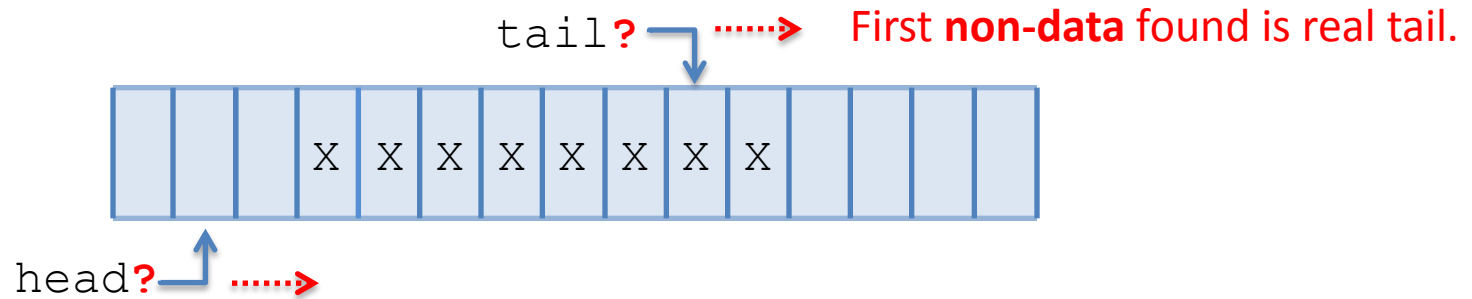 tail? First non-data found is real tail.
X X X X X X X X
head?